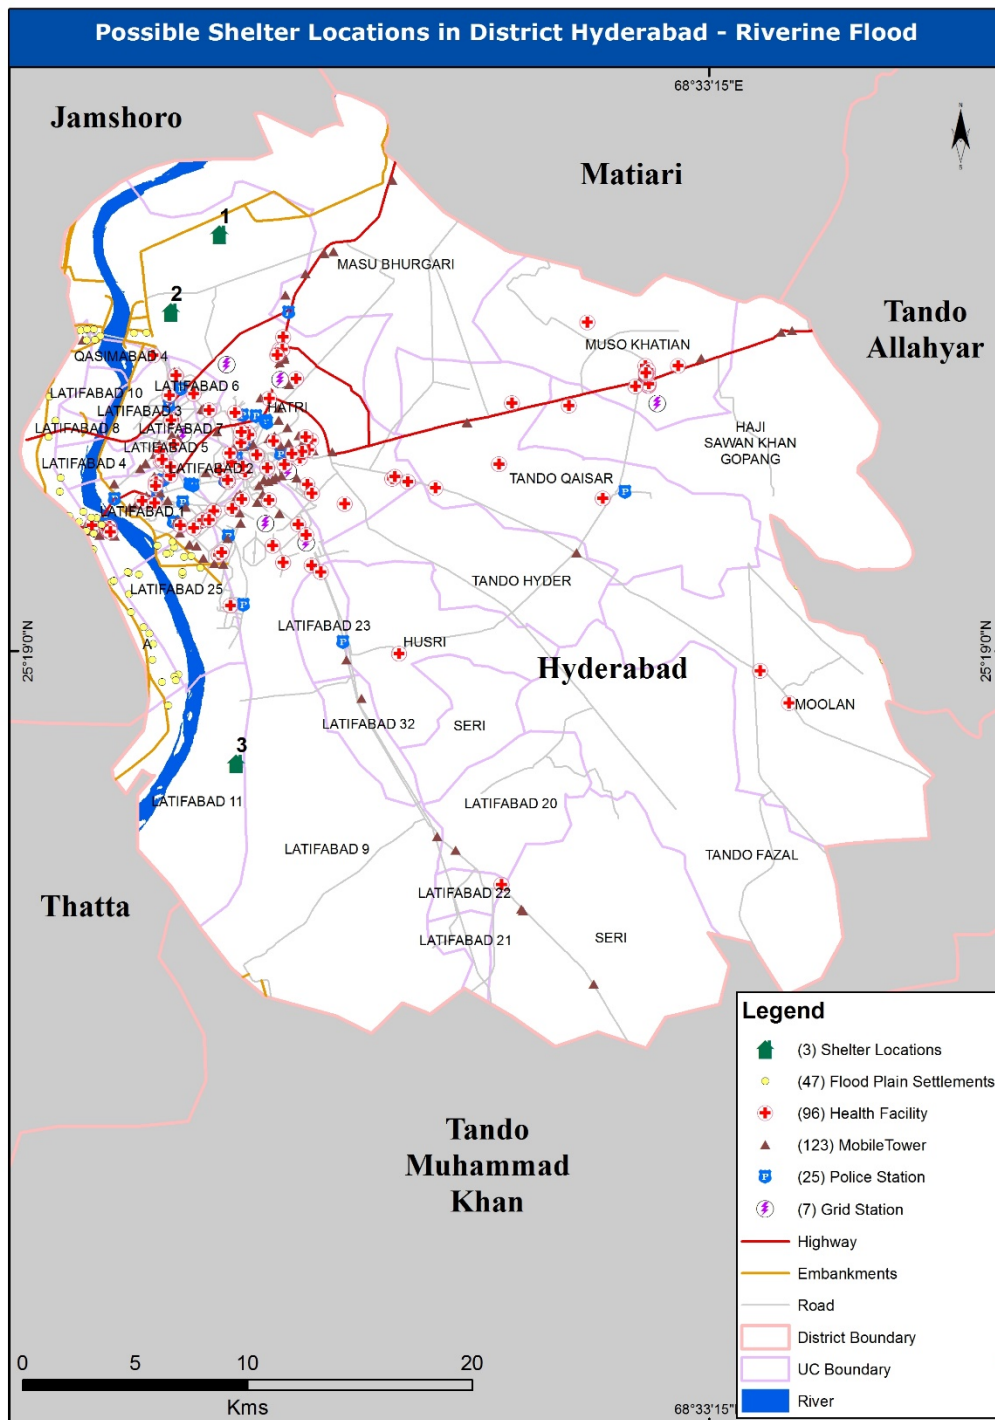 Possible Shelter Locations in District Hyderabad - Riverine Flood
68°33'15"E
Jamshoro
Matiari
1
MASU BHURGARI
2
Tando
Allahyar
MUSO KHATIAN
QASIMABAD 4
LATIFABAD 6
LATIFABAD 10
LATIFABAD 3
HATRI
LATIFABAD 8
LATIFABAD 7
HAJI
SAWAN KHAN
GOPANG
LATIFABAD 5
LATIFABAD 4
LATIFABAD 2
TANDO QAISAR
LATIFABAD 1
TANDO HYDER
LATIFABAD 25
LATIFABAD 23
25°19'0"N
A
HUSRI
Hyderabad
25°19'0"N
MOOLAN
LATIFABAD 32
SERI
3
LATIFABAD 11
LATIFABAD 20
LATIFABAD 9
TANDO FAZAL
LATIFABAD 22
Thatta
LATIFABAD 21
SERI
Legend
(3) Shelter Locations
(47) Flood Plain Settlements
(96) Health Facility
(123) MobileTower
(25) Police Station
(7) Grid Station
Highway
Embankments
Road
District Boundary
UC Boundary
River
Tando
Muhammad
Khan
0 5 10 20
Kms
68°33'15"E
P
N